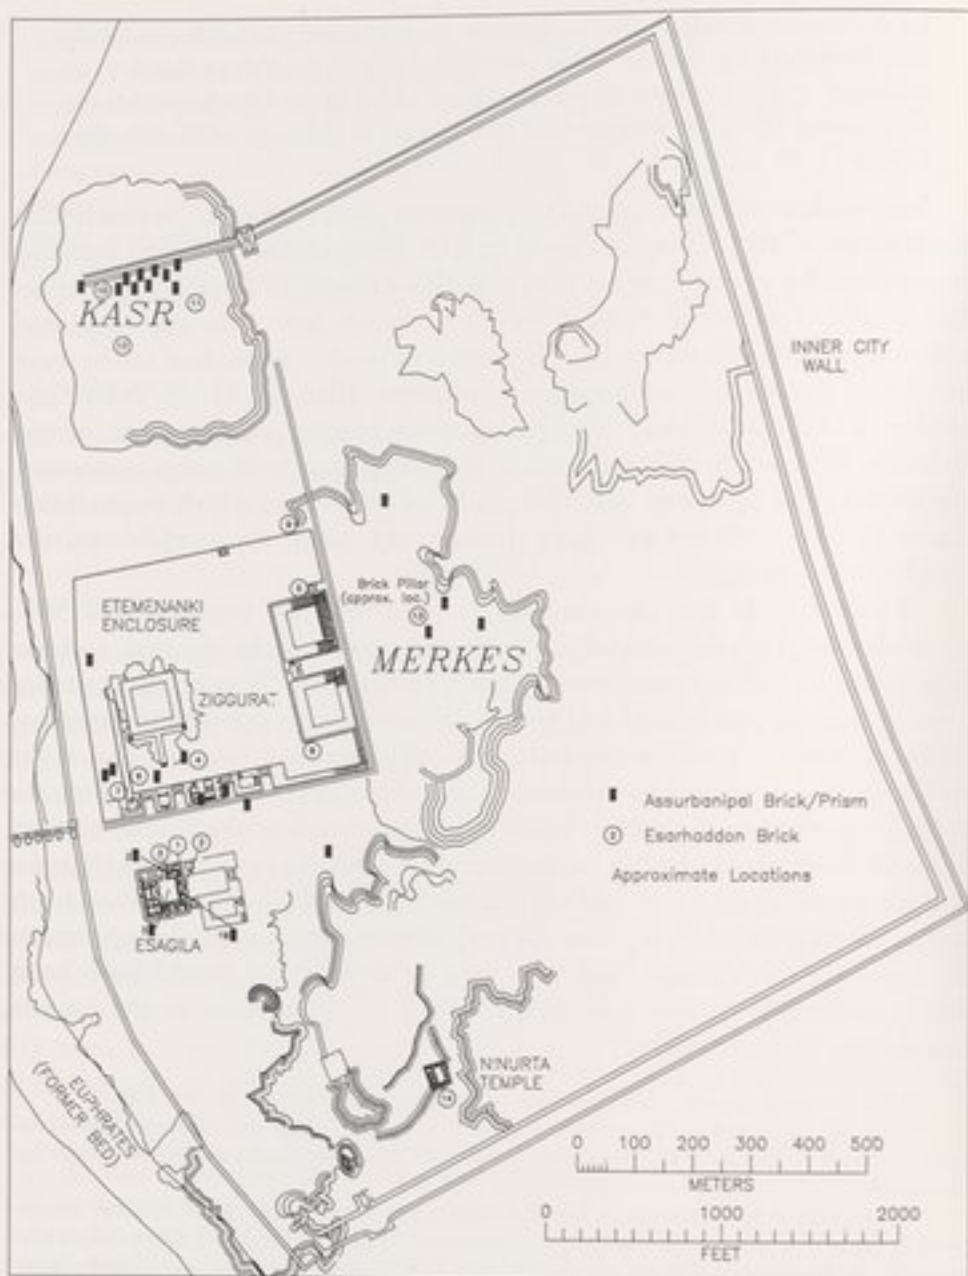 KASR
INNER CITY
WALL
Brick Pillar
(approx. loc.)
ETEMENANKI
ENCLOSURE
MERKES
ZIGGURAT
Assurbanipal Brick/Prism
② Esarhaddon Brick
Approximate Locations
ESAGILA
NINURTA
TEMPLE
EUPHRATES
(FORMER BED)
0 100 200 300 400 500
METERS
0 1000 2000
FEET